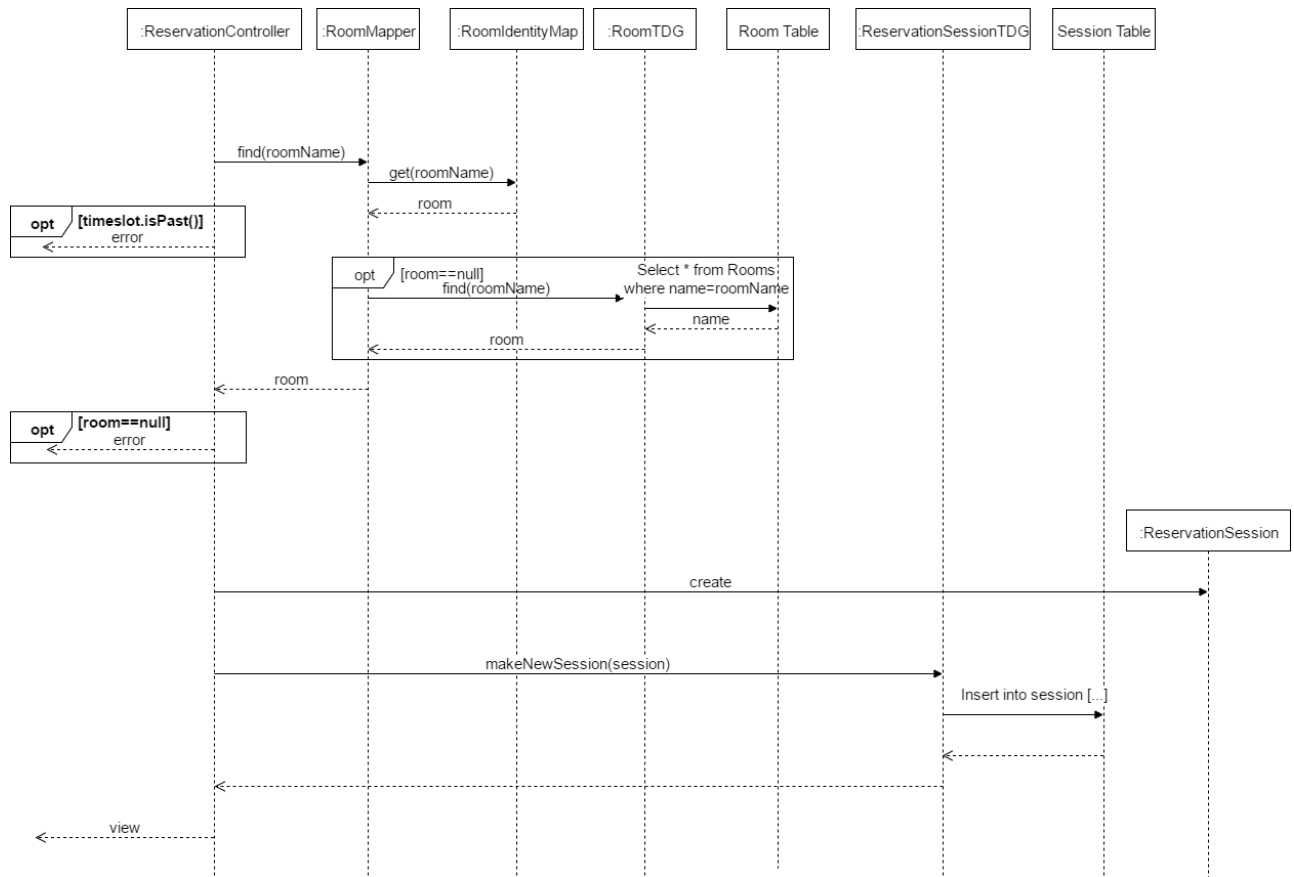 :ReservationController
:RoomMapper
:RoomIdentityMap
:RoomTDG
Room Table
:ReservationSessionTDG
Session Table
find(roomName)
get(roomName)
room
opt
[timeslot.isPast()]
error
opt
[room==null]
find(roomName)
Select * from Rooms
where name=roomName
name
room
room
opt
[room==null]
error
:ReservationSession
create
makeNewSession(session)
Insert into session [...]
view